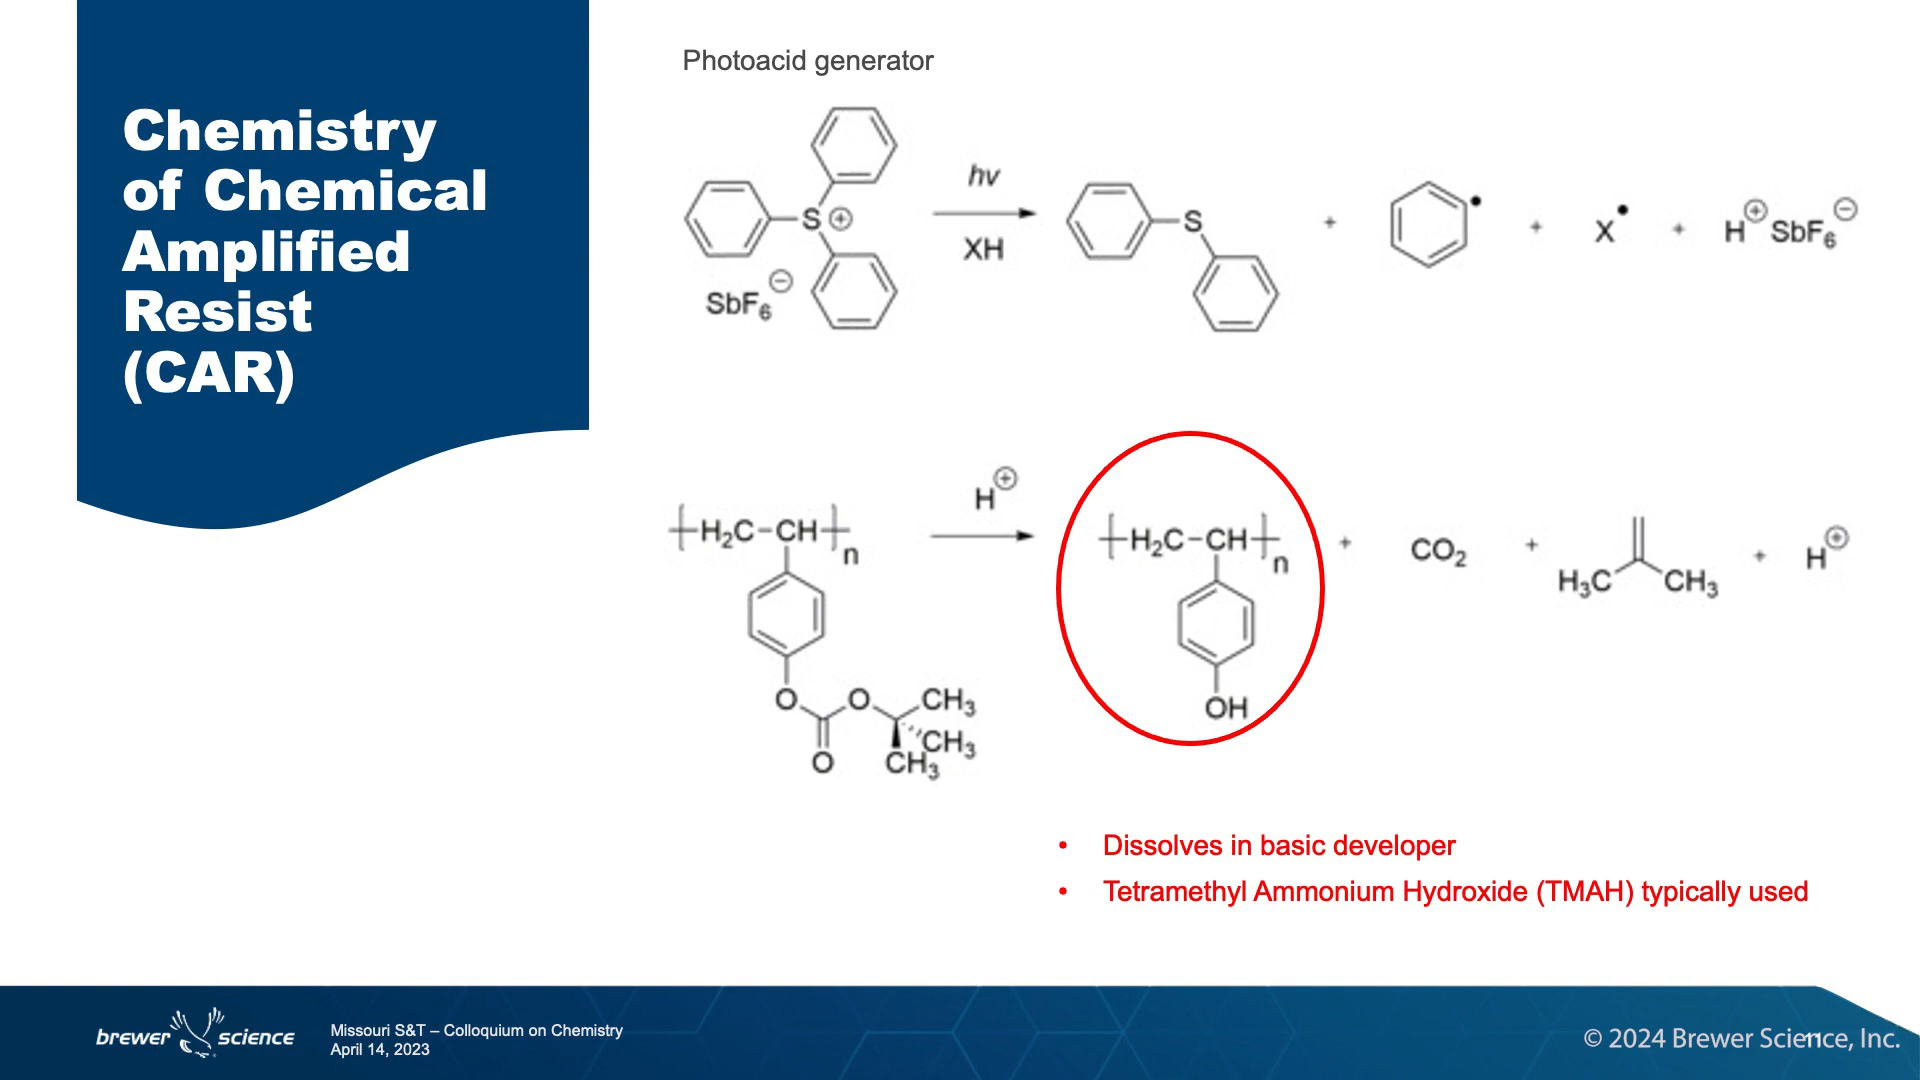 Chemistry
of Chemical
Amplified
Resist
(CAR)
Photoacid generator
S⊕
SbF₆⊖
hv
XH
S
+
•
+
X•
+
H⊕ SbF₆⊖
H₂C-CH
n
O
O
O
CH₃
CH₃
CH₃
H⊕
H₂C-CH
n
OH
+
CO₂
+
H₃C
CH₃
+
H⊕
• Dissolves in basic developer
• Tetramethyl Ammonium Hydroxide (TMAH) typically used
brewer science
Missouri S&T – Colloquium on Chemistry
April 14, 2023
© 2024 Brewer Science, Inc.
11